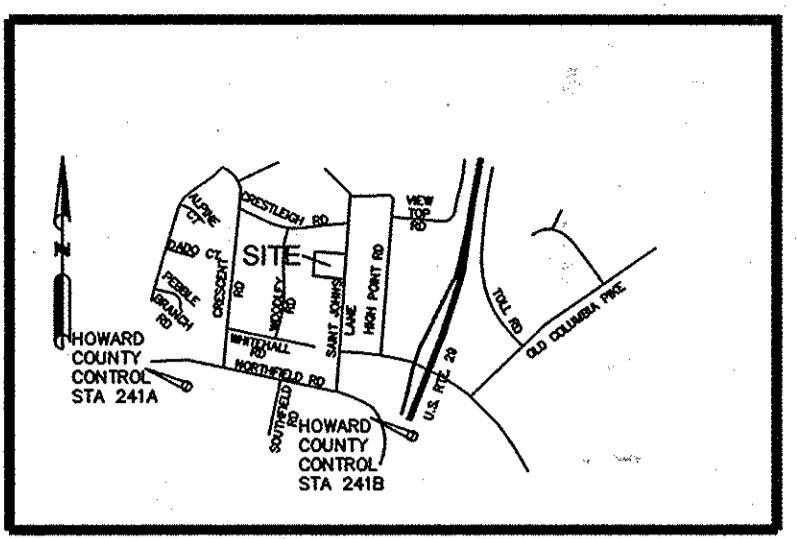 VIEW
TOP
RD
ALPINE
CT
CRESTLEIGH RD
N
DADO CT.
SITE
CRESCENT
RD
WOODLEY
RD
SAINT JOHNS
LANE
HIGH POINT RD
PEBBLE
BRANCH
RD
TOLL RD
OLD COLUMBIA PIKE
WHITEHALL
RD
HOWARD
COUNTY
CONTROL
STA 241A
NORTHFIELD RD
U.S. RTE. 29
SOUTHFIELD
RD
HOWARD
COUNTY
CONTROL
STA 241B